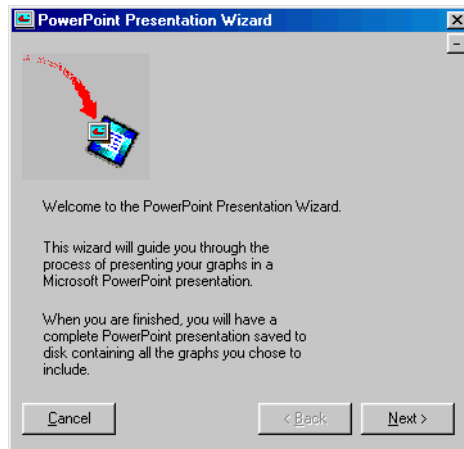 PowerPoint Presentation Wizard
Welcome to the PowerPoint Presentation Wizard.
This wizard will guide you through the
process of presenting your graphs in a
Microsoft PowerPoint presentation.
When you are finished, you will have a
complete PowerPoint presentation saved to
disk containing all the graphs you chose to
include.
Cancel < Back Next >